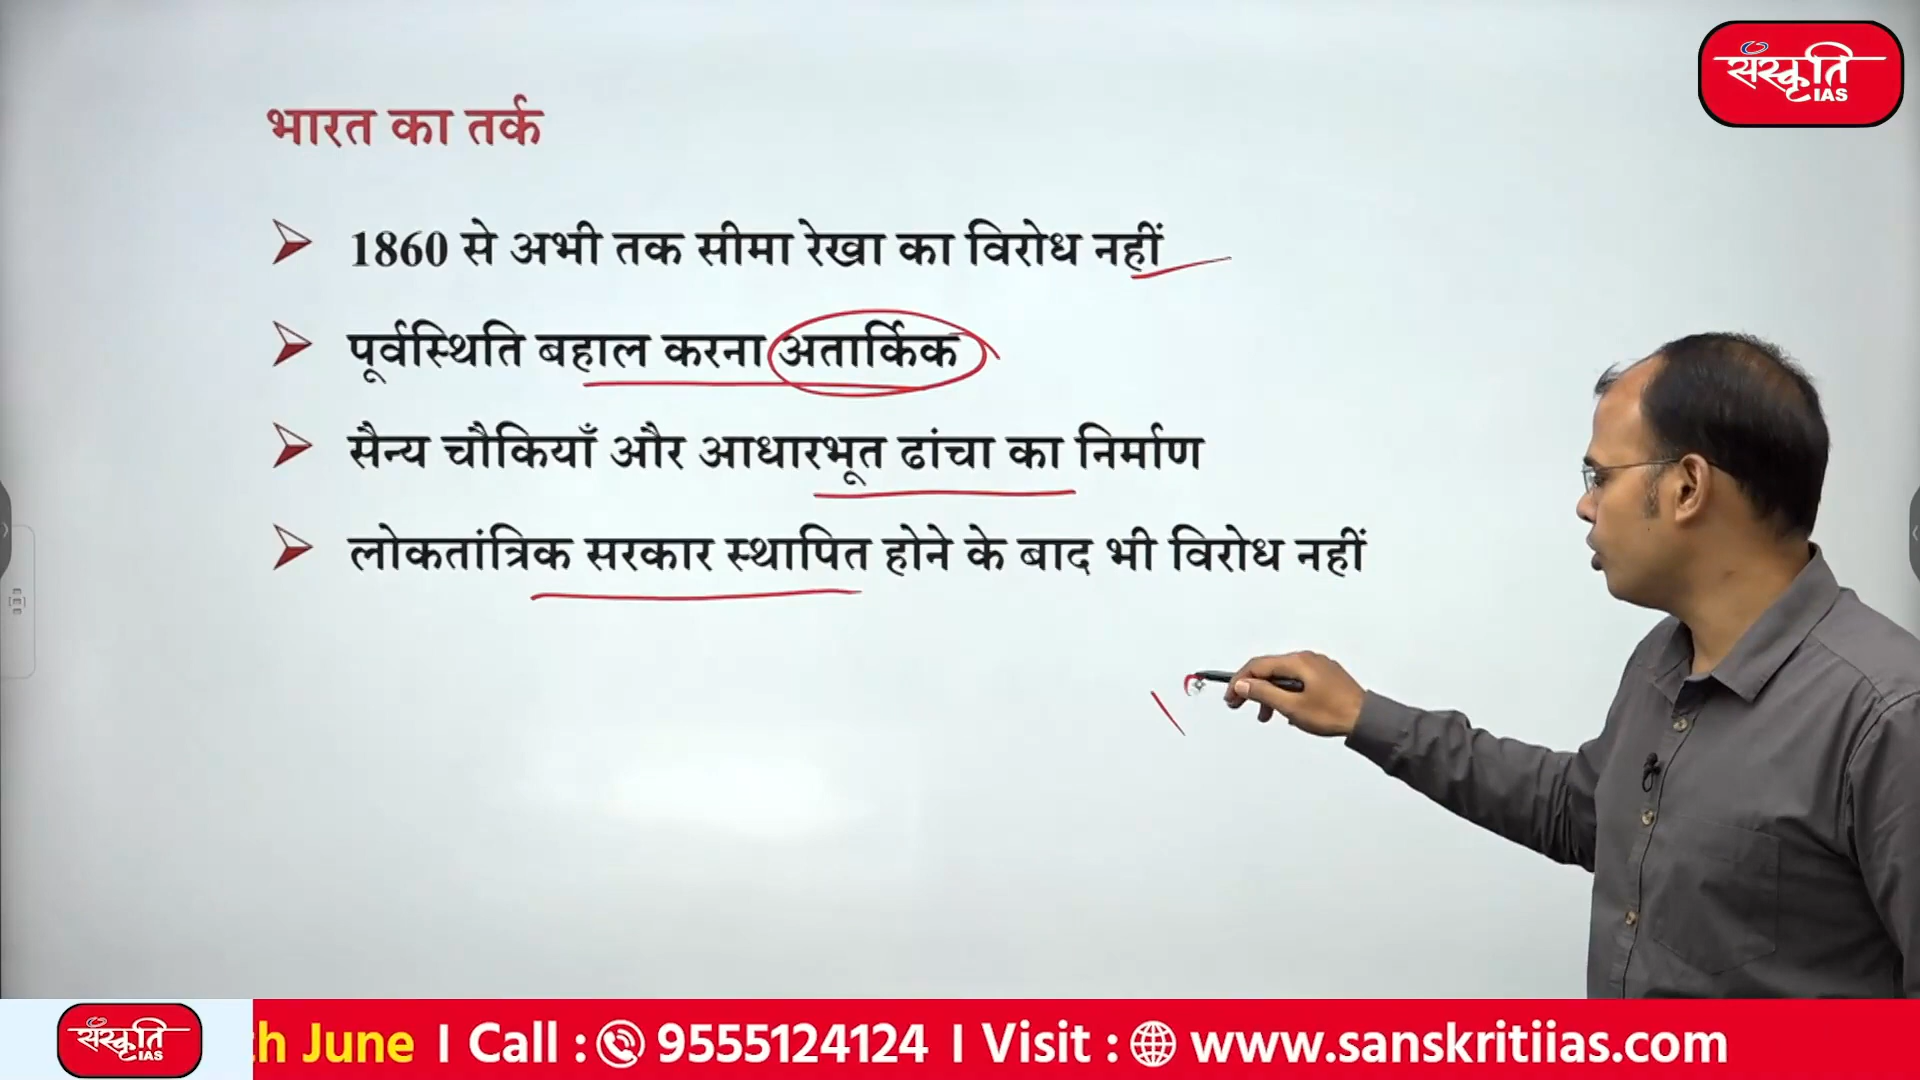 संस्कृति
IAS
भारत का तर्क
1860 से अभी तक सीमा रेखा का विरोध नहीं
पूर्वस्थिति बहाल करना अतार्किक
सैन्य चौकियाँ और आधारभूत ढांचा का निर्माण
लोकतांत्रिक सरकार स्थापित होने के बाद भी विरोध नहीं
संस्कृति
IAS
h June I Call : 9555124124 I Visit : www.sanskritiias.com